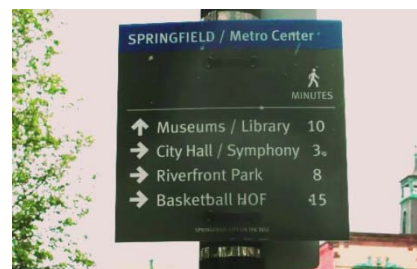 SPRINGFIELD / Metro Center
MINUTES
Museums / Library 10
City Hall / Symphony 3
Riverfront Park 8
Basketball HOF 15